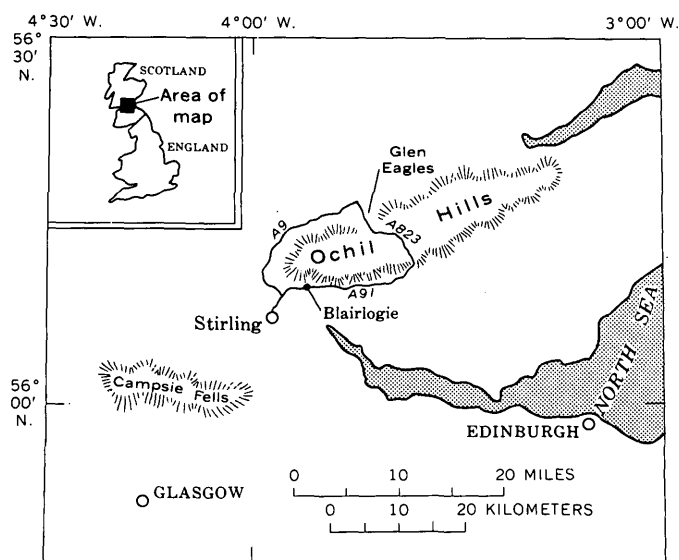 4°30' W.
4°00' W.
3°00' W.
56°
30'
N.
SCOTLAND
Area of
map
ENGLAND
Glen
Eagles
Hills
A9
A823
Ochil
A91
Stirling
Blairlogie
NORTH SEA
Campsie Fells
56°
00'
N.
EDINBURGH
0 10 20 MILES
GLASGOW
0 10 20 KILOMETERS